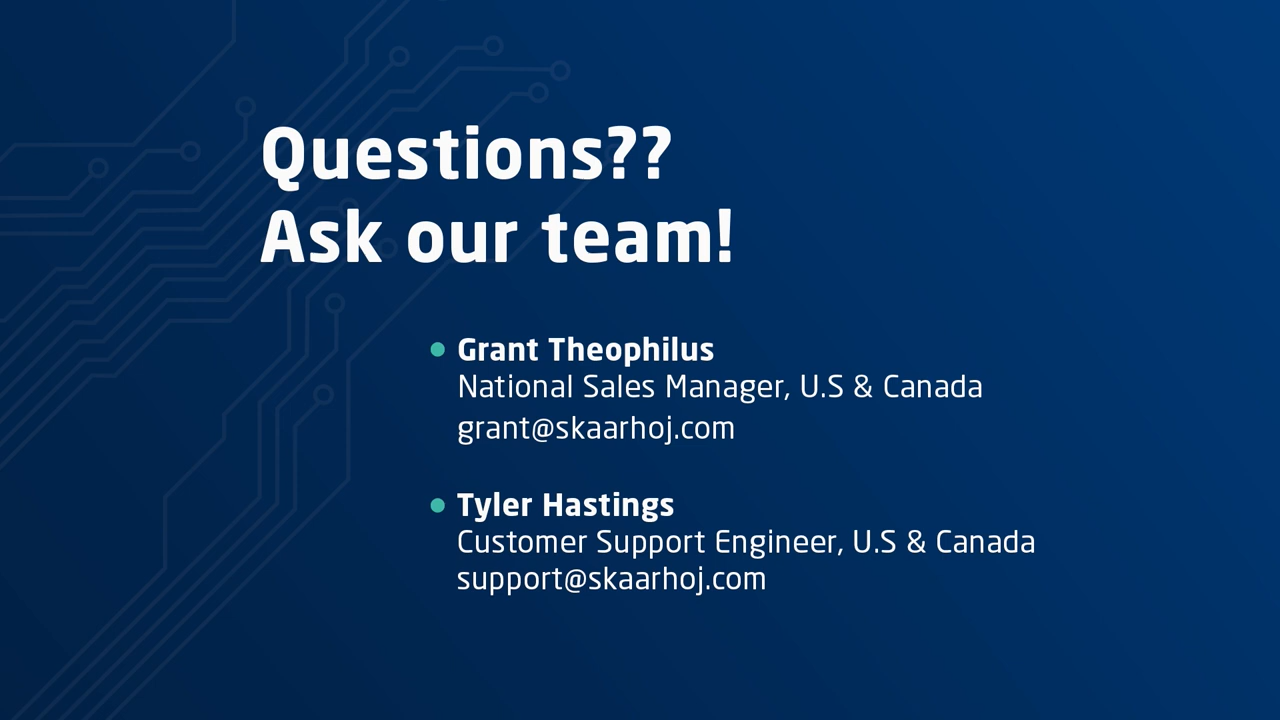 Questions??
Ask our team!
Grant Theophilus
National Sales Manager, U.S & Canada
grant@skaarhoj.com
Tyler Hastings
Customer Support Engineer, U.S & Canada
support@skaarhoj.com